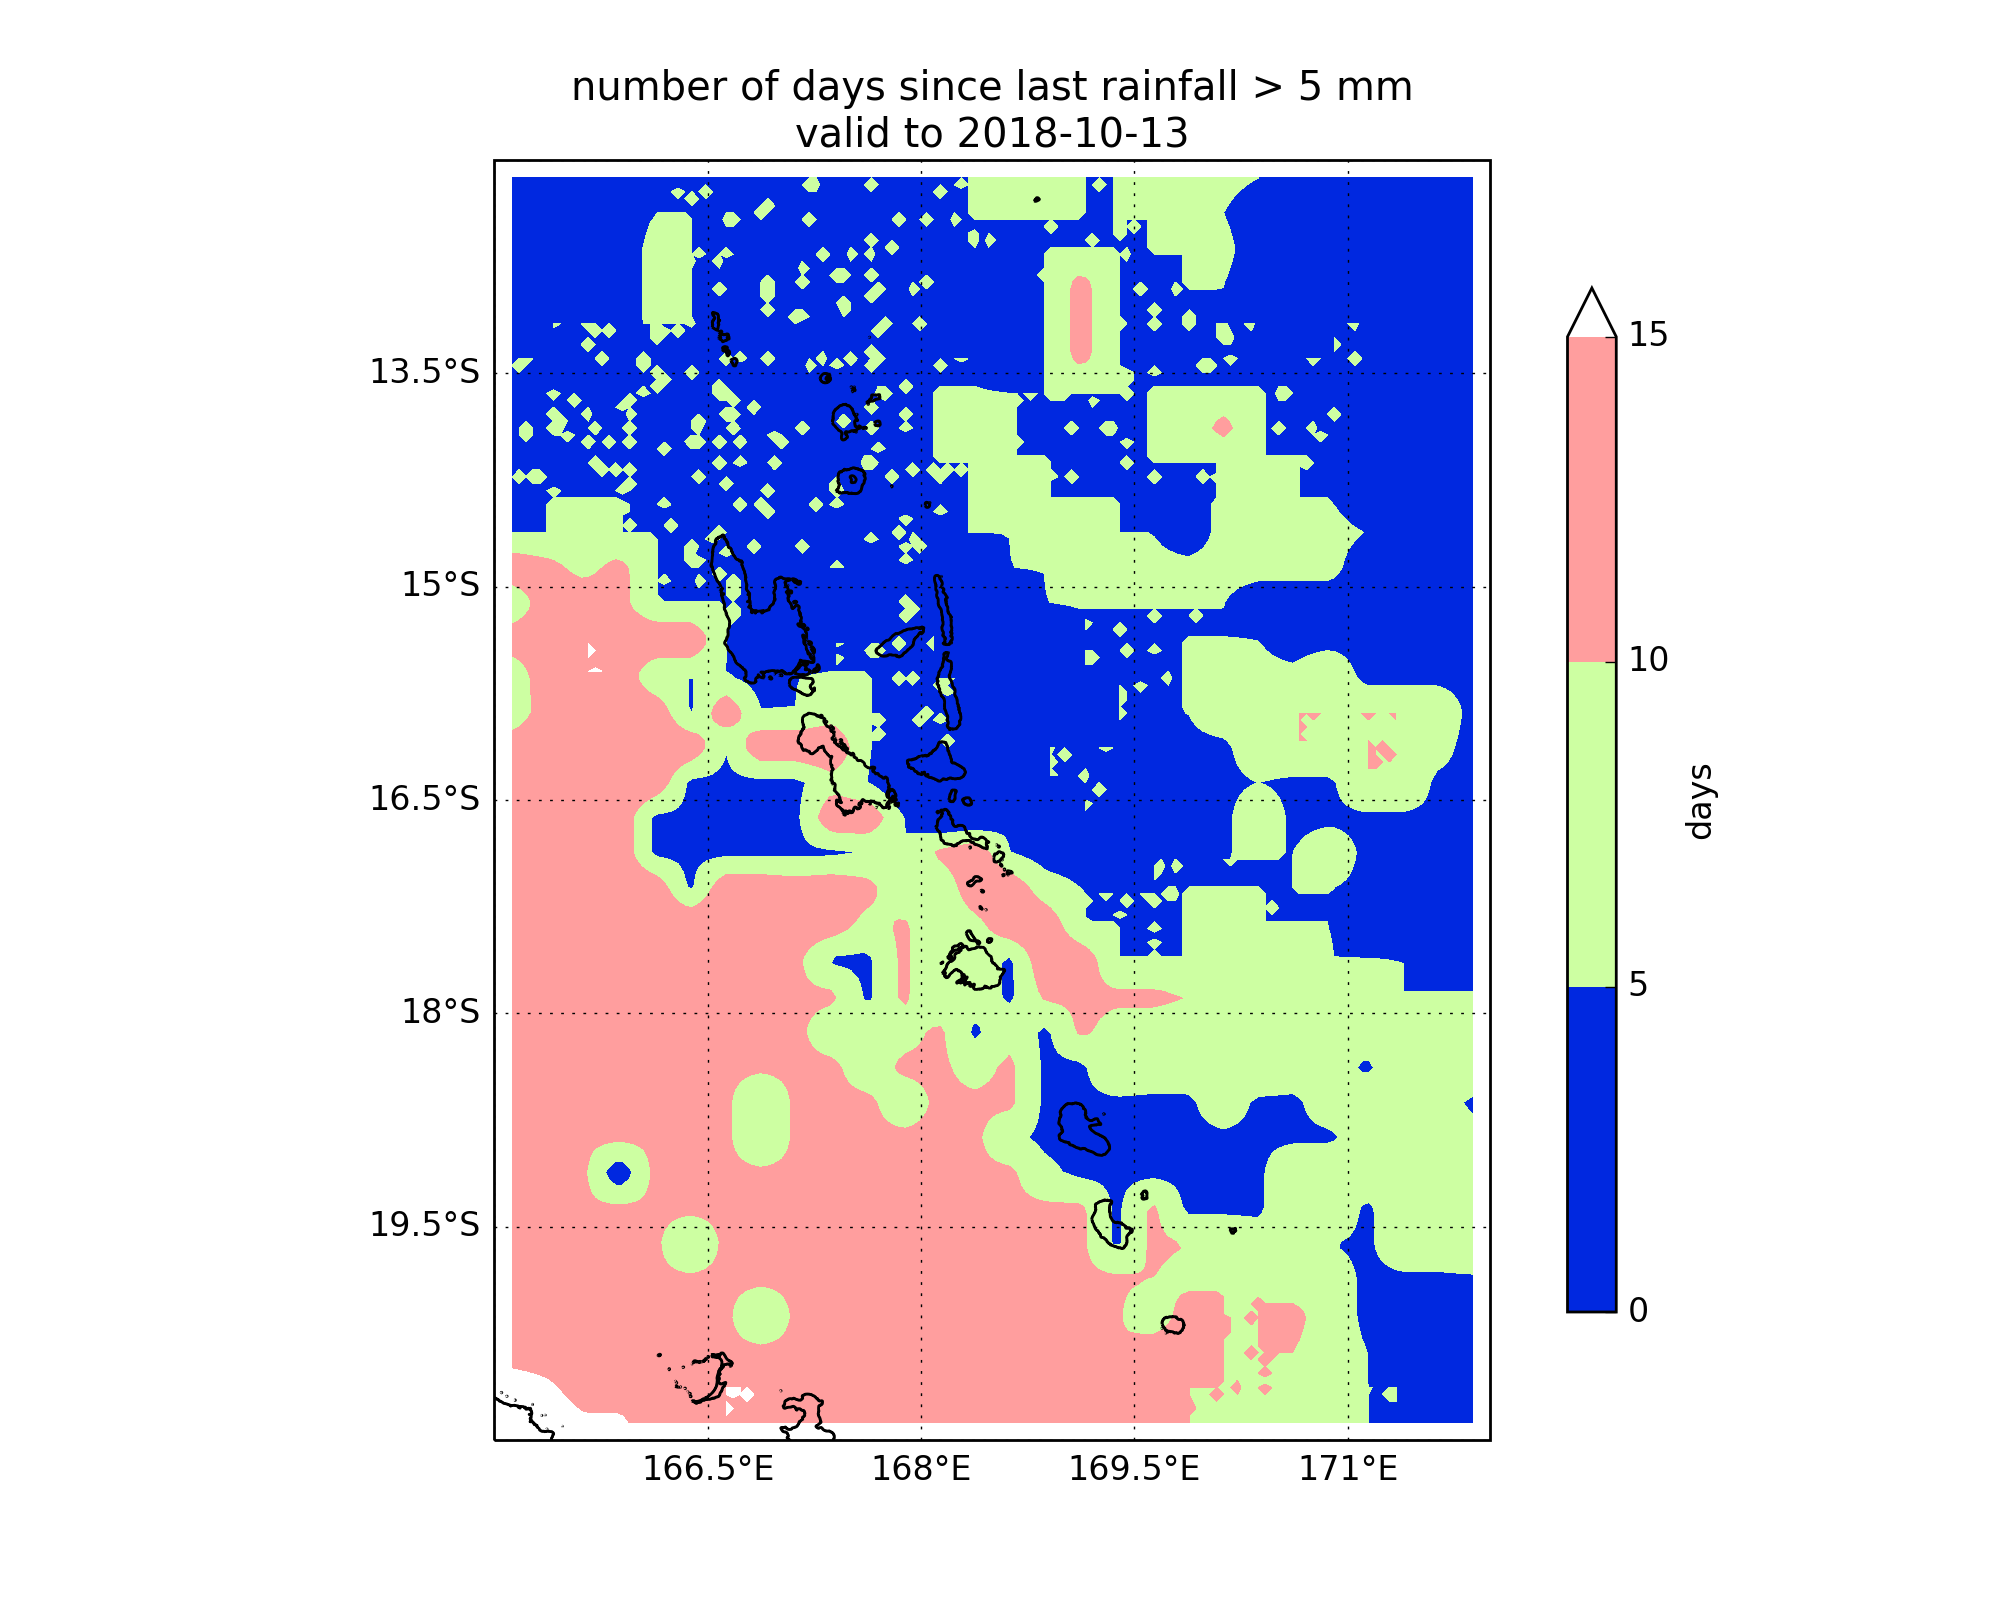 number of days since last rainfall > 5 mm
valid to 2018-10-13
13.5°S
15°S
16.5°S
18°S
19.5°S
166.5°E
168°E
169.5°E
171°E
15
10
5
0
days